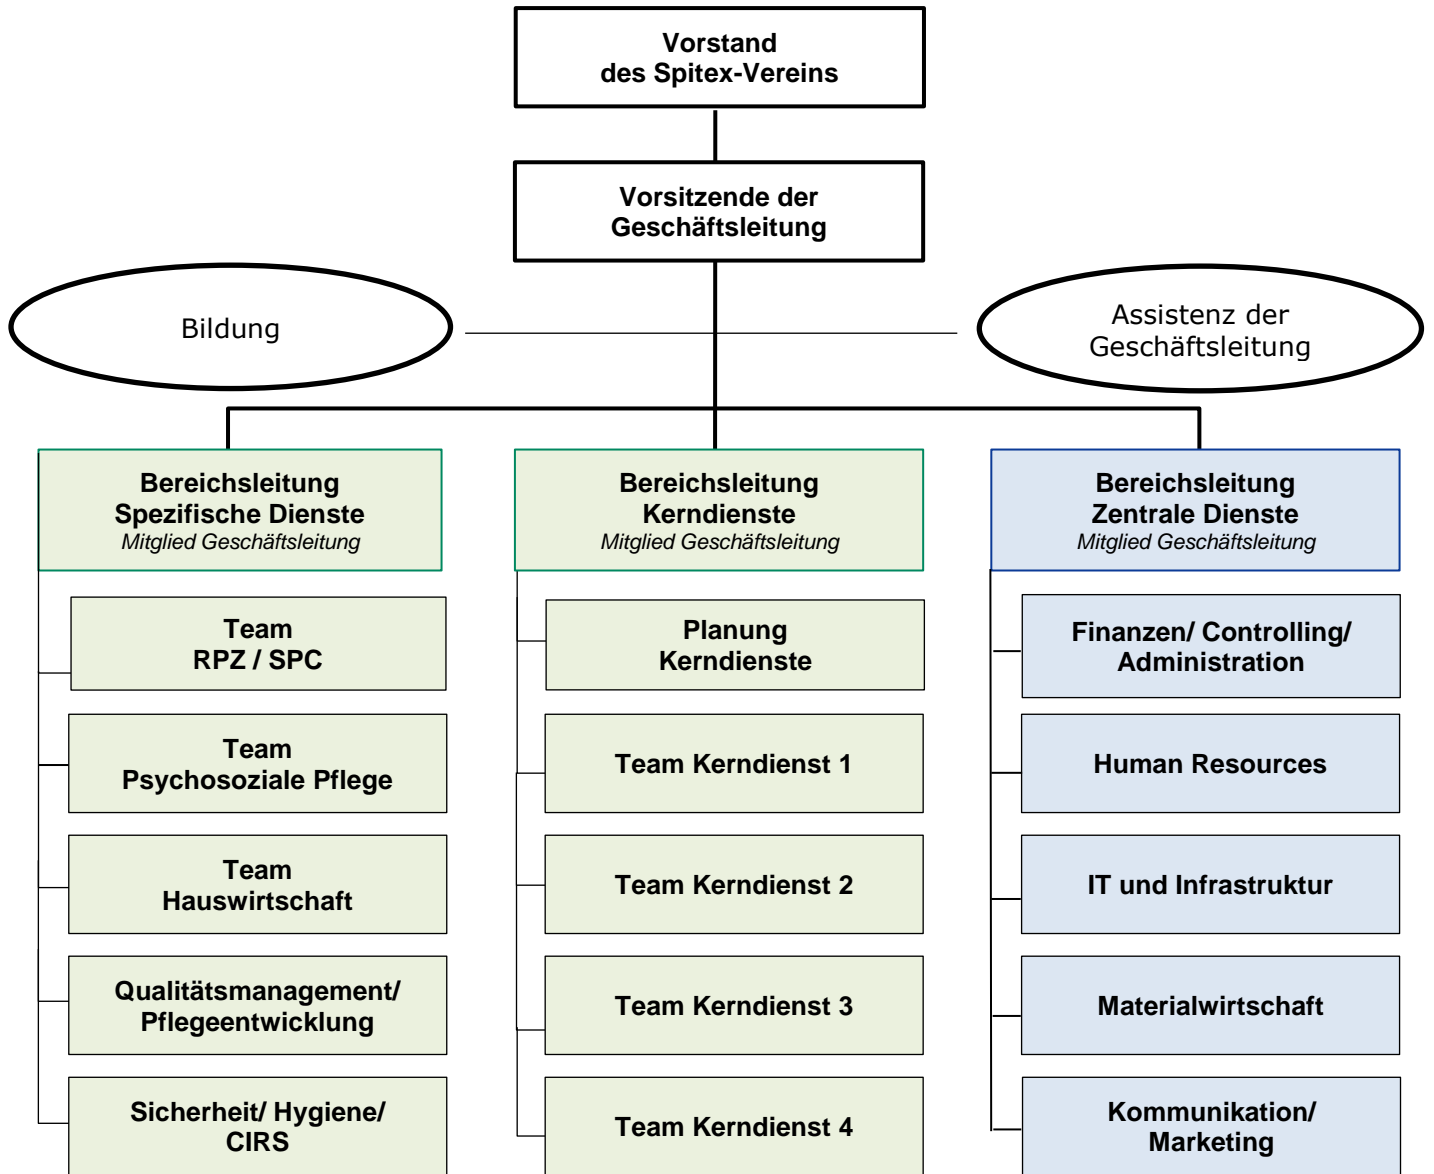 Vorstand
des Spitex-Vereins
Vorsitzende der
Geschäftsleitung
Bildung
Assistenz der
Geschäftsleitung
Bereichsleitung
Spezifische Dienste
Mitglied Geschäftsleitung
Team
RPZ / SPC
Team
Psychosoziale Pflege
Team
Hauswirtschaft
Qualitätsmanagement/
Pflegeentwicklung
Sicherheit/ Hygiene/
CIRS
Bereichsleitung
Kerndienste
Mitglied Geschäftsleitung
Planung
Kerndienste
Team Kerndienst 1
Team Kerndienst 2
Team Kerndienst 3
Team Kerndienst 4
Bereichsleitung
Zentrale Dienste
Mitglied Geschäftsleitung
Finanzen/ Controlling/
Administration
Human Resources
IT und Infrastruktur
Materialwirtschaft
Kommunikation/
Marketing